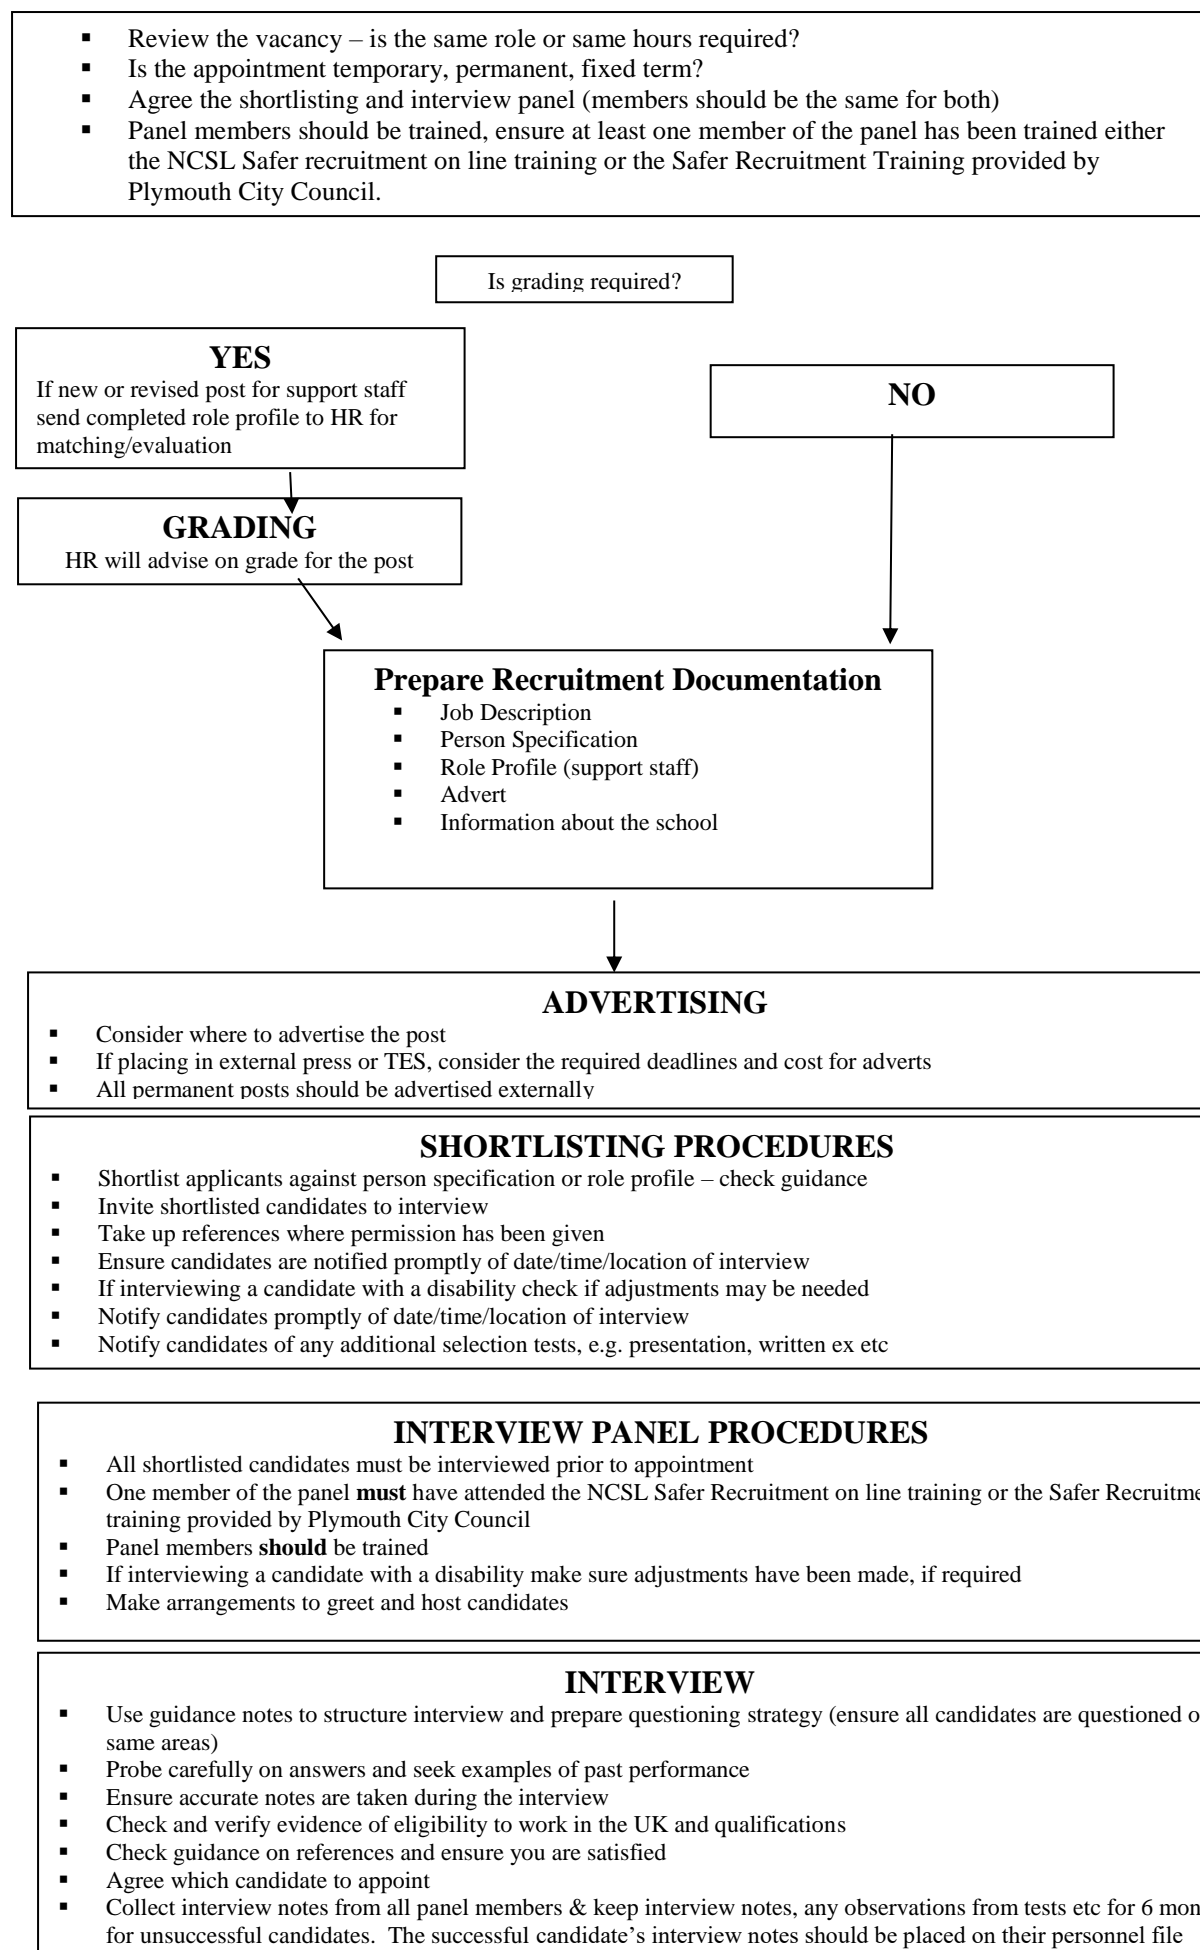 ▪ Review the vacancy – is the same role or same hours required?
▪ Is the appointment temporary, permanent, fixed term?
▪ Agree the shortlisting and interview panel (members should be the same for both)
▪ Panel members should be trained, ensure at least one member of the panel has been trained either
the NCSL Safer recruitment on line training or the Safer Recruitment Training provided by
Plymouth City Council.
Is grading required?
YES
If new or revised post for support staff
send completed role profile to HR for
matching/evaluation
NO
GRADING
HR will advise on grade for the post
Prepare Recruitment Documentation
▪ Job Description
▪ Person Specification
▪ Role Profile (support staff)
▪ Advert
▪ Information about the school
ADVERTISING
▪ Consider where to advertise the post
▪ If placing in external press or TES, consider the required deadlines and cost for adverts
▪ All permanent posts should be advertised externally
SHORTLISTING PROCEDURES
▪ Shortlist applicants against person specification or role profile – check guidance
▪ Invite shortlisted candidates to interview
▪ Take up references where permission has been given
▪ Ensure candidates are notified promptly of date/time/location of interview
▪ If interviewing a candidate with a disability check if adjustments may be needed
▪ Notify candidates promptly of date/time/location of interview
▪ Notify candidates of any additional selection tests, e.g. presentation, written ex etc
INTERVIEW PANEL PROCEDURES
▪ All shortlisted candidates must be interviewed prior to appointment
▪ One member of the panel must have attended the NCSL Safer Recruitment on line training or the Safer
training provided by Plymouth City Council
▪ Panel members should be trained
▪ If interviewing a candidate with a disability make sure adjustments have been made, if required
▪ Make arrangements to greet and host candidates
INTERVIEW
▪ Use guidance notes to structure interview and prepare questioning strategy (ensure all candidates are questioned
same areas)
▪ Probe carefully on answers and seek examples of past performance
▪ Ensure accurate notes are taken during the interview
▪ Check and verify evidence of eligibility to work in the UK and qualifications
▪ Check guidance on references and ensure you are satisfied
▪ Agree which candidate to appoint
▪ Collect interview notes from all panel members & keep interview notes, any observations from tests etc for 6
for unsuccessful candidates.  The successful candidate's interview notes should be placed on their personnel file